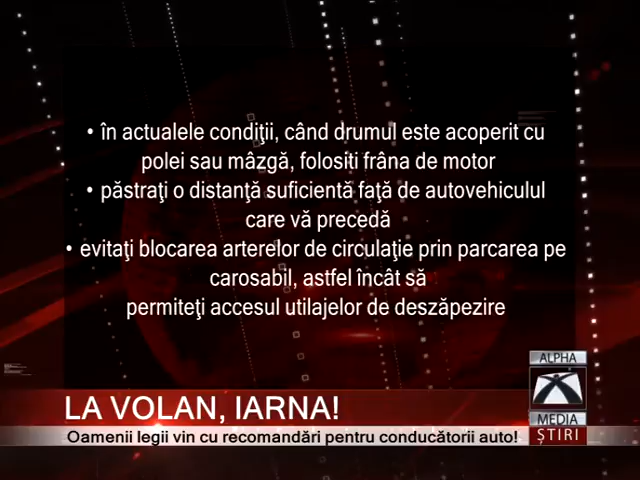 • în actualele condiţii, când drumul este acoperit cu
polei sau mâzgă, folositi frâna de motor
• păstraţi o distanţă suficientă faţă de autovehiculul
care vă precedă
• evitaţi blocarea arterelor de circulaţie prin parcarea pe
carosabil, astfel încât să
permiteţi accesul utilajelor de deszăpezire
ALPHA
MEDIA
ŞTIRI
LA VOLAN, IARNA!
Oamenii legii vin cu recomandări pentru conducătorii auto!